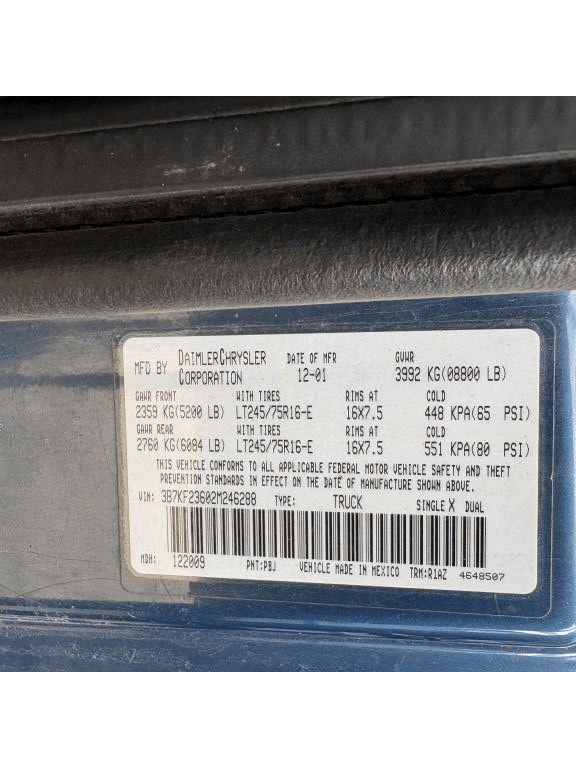 MFD BY DAIMLERCHRYSLER CORPORATION DATE OF MFR 12-01 GVWR 3992 KG(08800 LB)
GAWR FRONT WITH TIRES RIMS AT COLD
2359 KG(5200 LB) LT245/75R16-E 16X7.5 448 KPA(65 PSI)
GAWR REAR WITH TIRES RIMS AT COLD
2760 KG(6084 LB) LT245/75R16-E 16X7.5 551 KPA(80 PSI)
THIS VEHICLE CONFORMS TO ALL APPLICABLE FEDERAL MOTOR VEHICLE SAFETY AND THEFT
PREVENTION STANDARDS IN EFFECT ON THE DATE OF MANUFACTURE SHOWN ABOVE.
VIN: 3B7KF23602M246288 TYPE: TRUCK SINGLE X DUAL
MDH: 122009 PNT:PBJ VEHICLE MADE IN MEXICO TRM:R1AZ 4648507